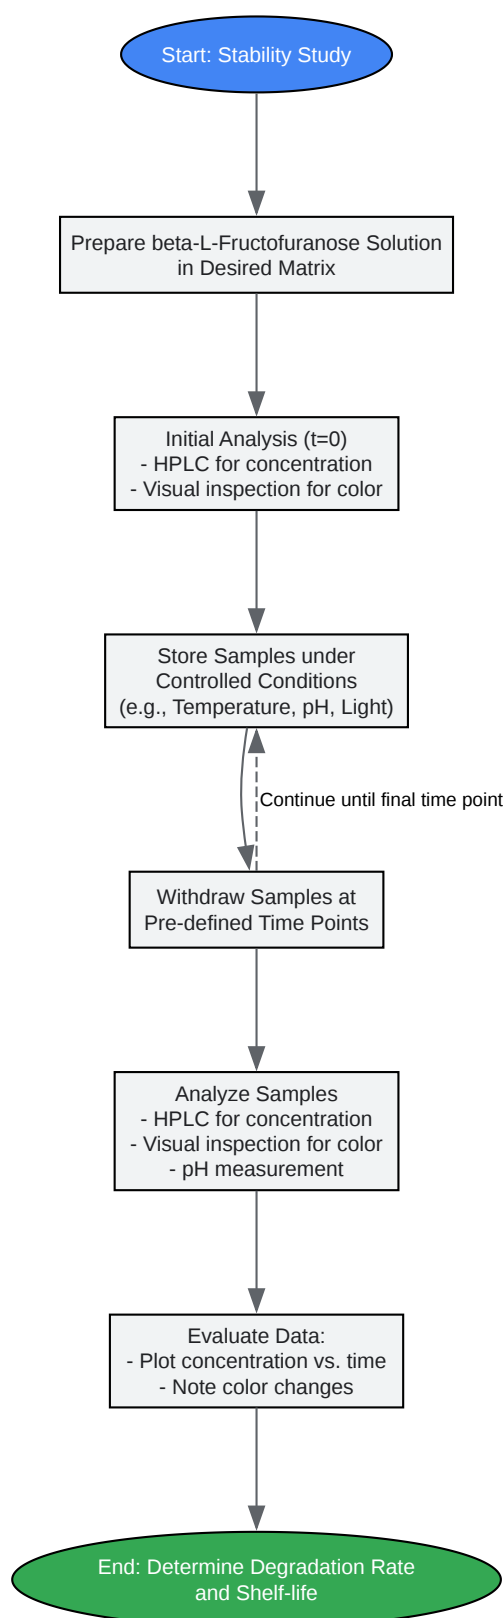 Start: Stability Study
Prepare beta-L-Fructofuranose Solution
in Desired Matrix
Initial Analysis (t=0)
- HPLC for concentration
- Visual inspection for color
Store Samples under
Controlled Conditions
(e.g., Temperature, pH, Light)
Continue until final time point
Withdraw Samples at
Pre-defined Time Points
Analyze Samples
- HPLC for concentration
- Visual inspection for color
- pH measurement
Evaluate Data:
- Plot concentration vs. time
- Note color changes
End: Determine Degradation Rate
and Shelf-life